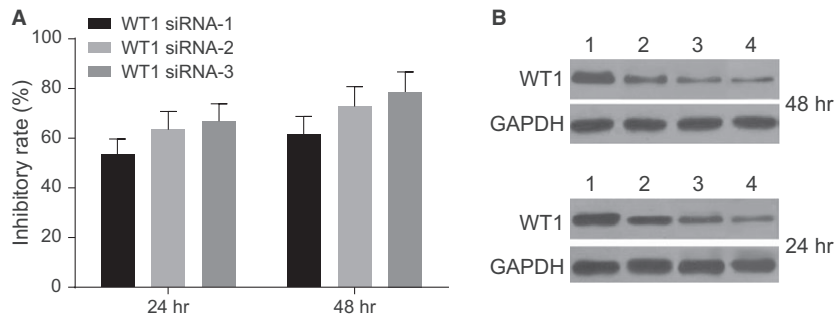 A
WT1 siRNA-1
WT1 siRNA-2
WT1 siRNA-3
Inhibitory rate (%)
100
80
60
40
20
0
24 hr
48 hr
B
1 2 3 4
WT1
GAPDH
48 hr
1 2 3 4
WT1
GAPDH
24 hr